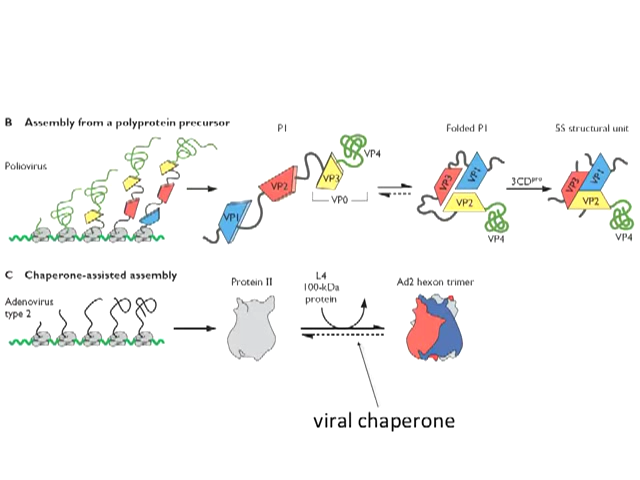 B Assembly from a polyprotein precursor
P1
Folded P1
5S structural unit
Poliovirus
VP4
VP3
VP2
VP1
VP0
VP3
VP1
VP2
VP4
3CDpro
VP3
VP1
VP2
VP4
C Chaperone-assisted assembly
Adenovirus
type 2
Protein II
L4
100-kDa
protein
Ad2 hexon trimer
viral chaperone